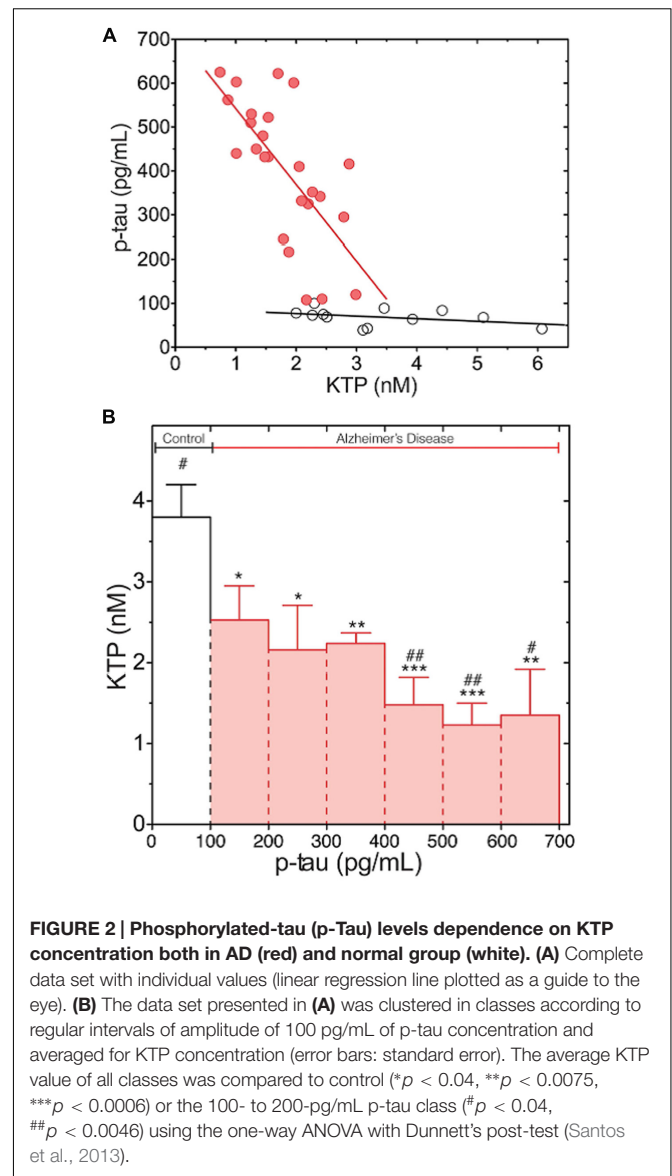 A
700
600
500
400
300
200
100
0
p-tau (pg/mL)
0 1 2 3 4 5 6
KTP (nM)
B
Control Alzheimer's Disease
#
*
*
**
##
***
##
***
#
**
4
3
2
1
0
KTP (nM)
0 100 200 300 400 500 600 700
p-tau (pg/mL)
FIGURE 2 | Phosphorylated-tau (p-Tau) levels dependence on KTP
concentration both in AD (red) and normal group (white). (A) Complete
data set with individual values (linear regression line plotted as a guide to the
eye). (B) The data set presented in (A) was clustered in classes according to
regular intervals of amplitude of 100 pg/mL of p-tau concentration and
averaged for KTP concentration (error bars: standard error). The average KTP
value of all classes was compared to control (*p < 0.04, **p < 0.0075,
***p < 0.0006) or the 100- to 200-pg/mL p-tau class (#p < 0.04,
##p < 0.0046) using the one-way ANOVA with Dunnett's post-test (Santos
et al., 2013).